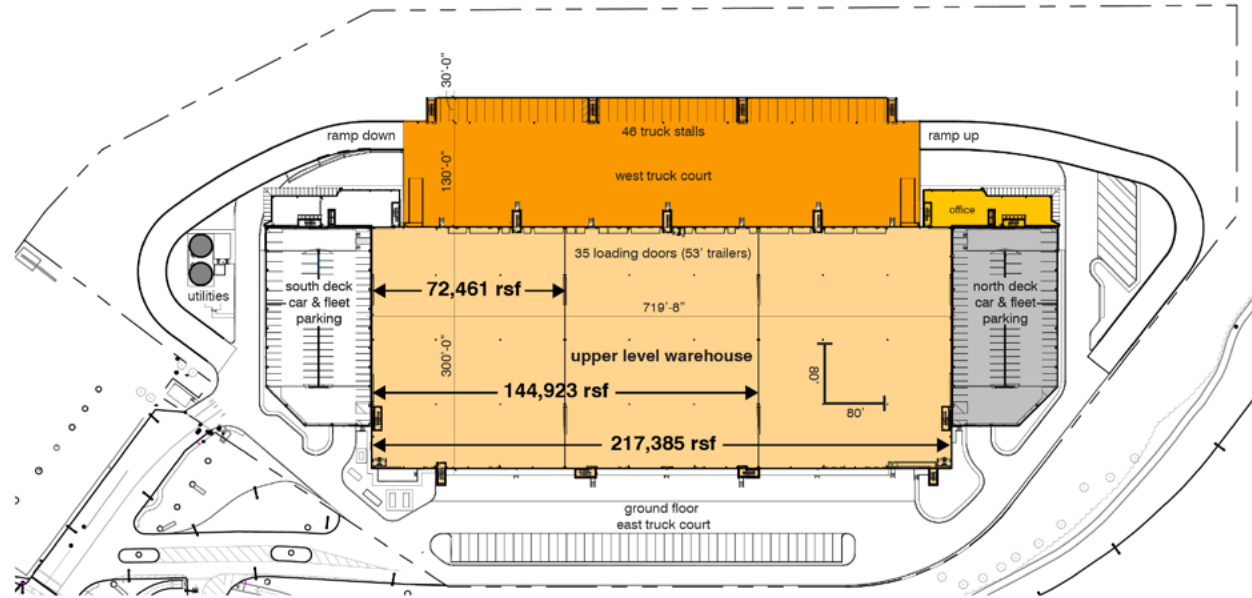 30'-0"
46 truck stalls
ramp down
ramp up
130'-0"
west truck court
office
35 loading doors (53' trailers)
utilities
south deck
car & fleet
parking
72,461 rsf
719'-8"
north deck
car & fleet
parking
300'-0"
upper level warehouse
80'
144,923 rsf
80'
217,385 rsf
ground floor
east truck court